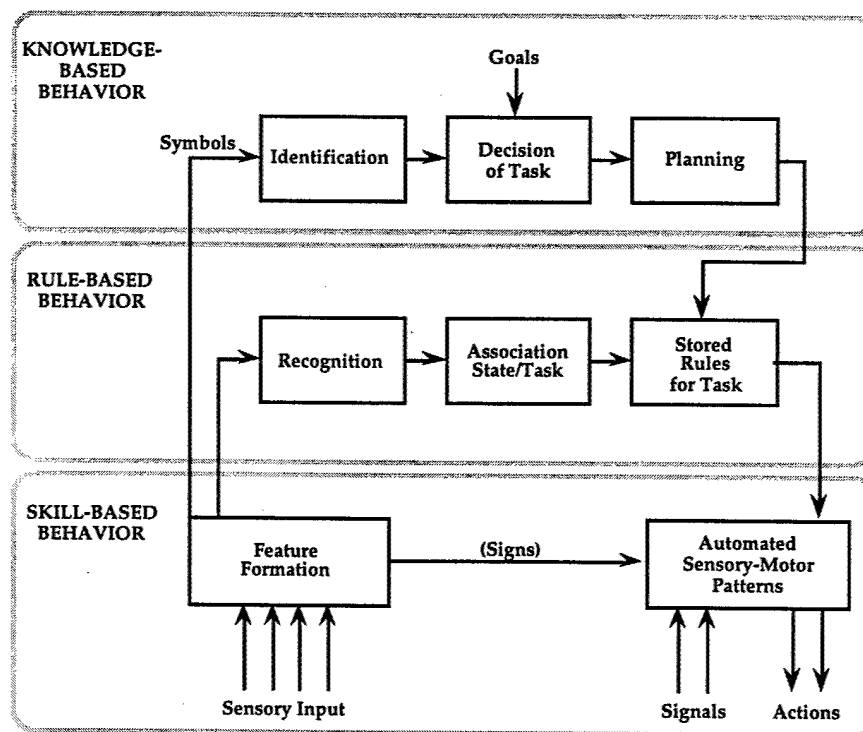 KNOWLEDGE-
BASED
BEHAVIOR
Goals
Symbols
Identification
Decision
of Task
Planning
RULE-BASED
BEHAVIOR
Recognition
Association
State/Task
Stored
Rules
for Task
SKILL-BASED
BEHAVIOR
Feature
Formation
(Signs)
Automated
Sensory-Motor
Patterns
Sensory Input
Signals
Actions